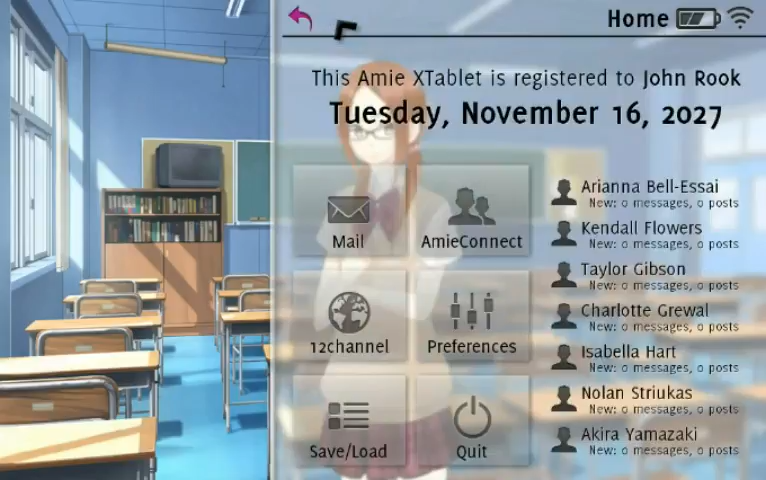 Home
This Amie XTablet is registered to John Rook
Tuesday, November 16, 2027
Mail
AmieConnect
12channel
Preferences
Save/Load
Quit
Arianna Bell-Essai
New: 0 messages, 0 posts
Kendall Flowers
New: 0 messages, 0 posts
Taylor Gibson
New: 0 messages, 0 posts
Charlotte Grewal
New: 0 messages, 0 posts
Isabella Hart
New: 0 messages, 0 posts
Nolan Striukas
New: 0 messages, 0 posts
Akira Yamazaki
New: 0 messages, 0 posts